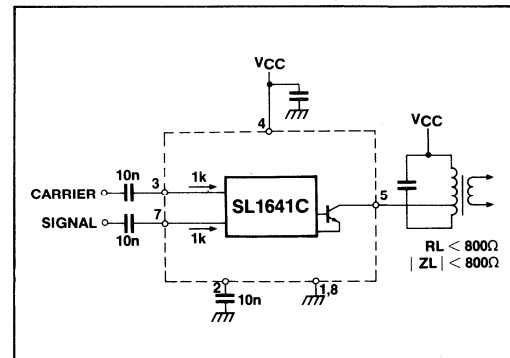 VCC
4
VCC
10n
3
1k
5
CARRIER
SL1641C
SIGNAL
7
10n
1k
RL < 800Ω
| ZL | < 800Ω
2
10n
1,8